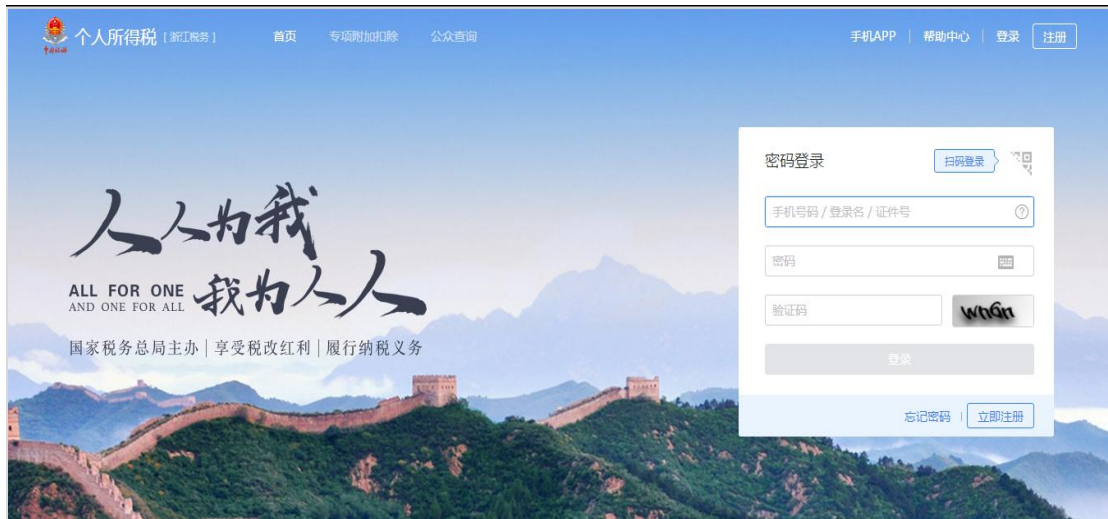 个人所得税 [ 浙江税务 ] 首页 专项附加扣除 公众查询 手机APP | 帮助中心 | 登录 注册
密码登录 扫码登录
手机号码 / 登录名 / 证件号
密码
验证码
登录
忘记密码 | 立即注册
人人为我
ALL FOR ONE 我为人人
AND ONE FOR ALL
国家税务总局主办 | 享受税改红利 | 履行纳税义务